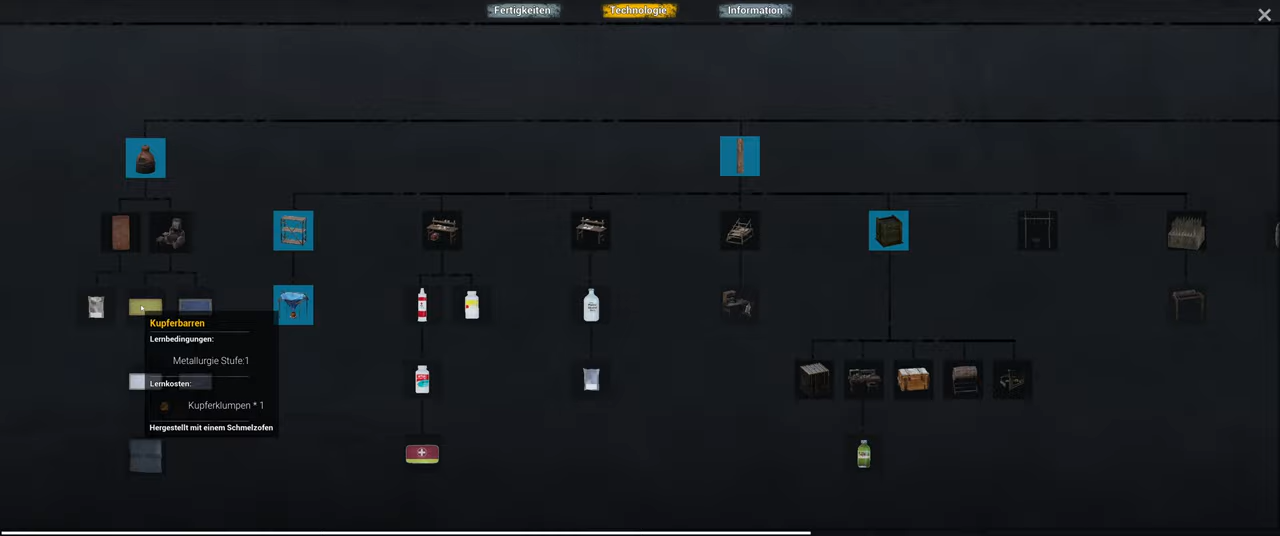 Fertigkeiten
Technologie
Information
Kupferbarren
Lernbedingungen:
Metallurgie Stufe:1
Lernkosten:
Kupferklumpen * 1
Hergestellt mit einem Schmelzofen